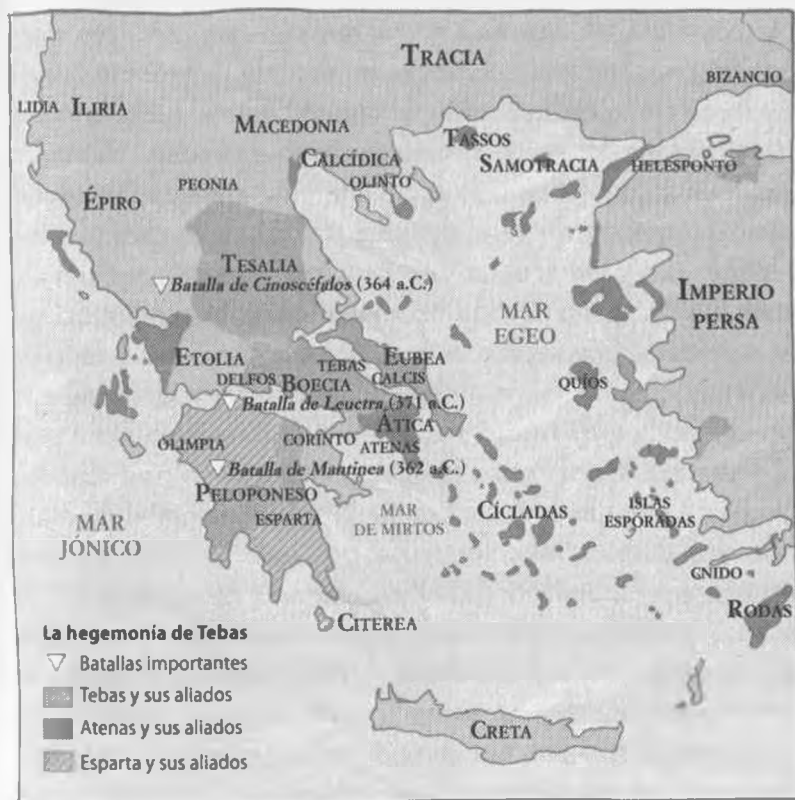 TRACIA
BIZANCIO
LIDIA ILIRIA
MACEDONIA
TASSOS
CALCÍDICA
SAMOTRACIA
HELESPONTO
OLINTO
PEONIA
ÉPIRO
TESALIA
Batalla de Cinoscéfalos (364 a.C.)
IMPERIO
PERSA
MAR
EGEO
ETOLIA
TEBAS
EUBEA
DELFOS
BOECIA
CALCIS
QUÍOS
Batalla de Leuctra (371 a.C.)
ÁTICA
OLIMPIA
CORINTO
ATENAS
Batalla de Mantinea (362 a.C.)
PELOPONESO
ESPARTA
MAR
DE MIRTOS
CÍCLADAS
ISLAS
ESPÓRADAS
MAR
JÓNICO
CNIDO
RODAS
CITEREA
La hegemonía de Tebas
Batallas importantes
Tebas y sus aliados
Atenas y sus aliados
Esparta y sus aliados
CRETA